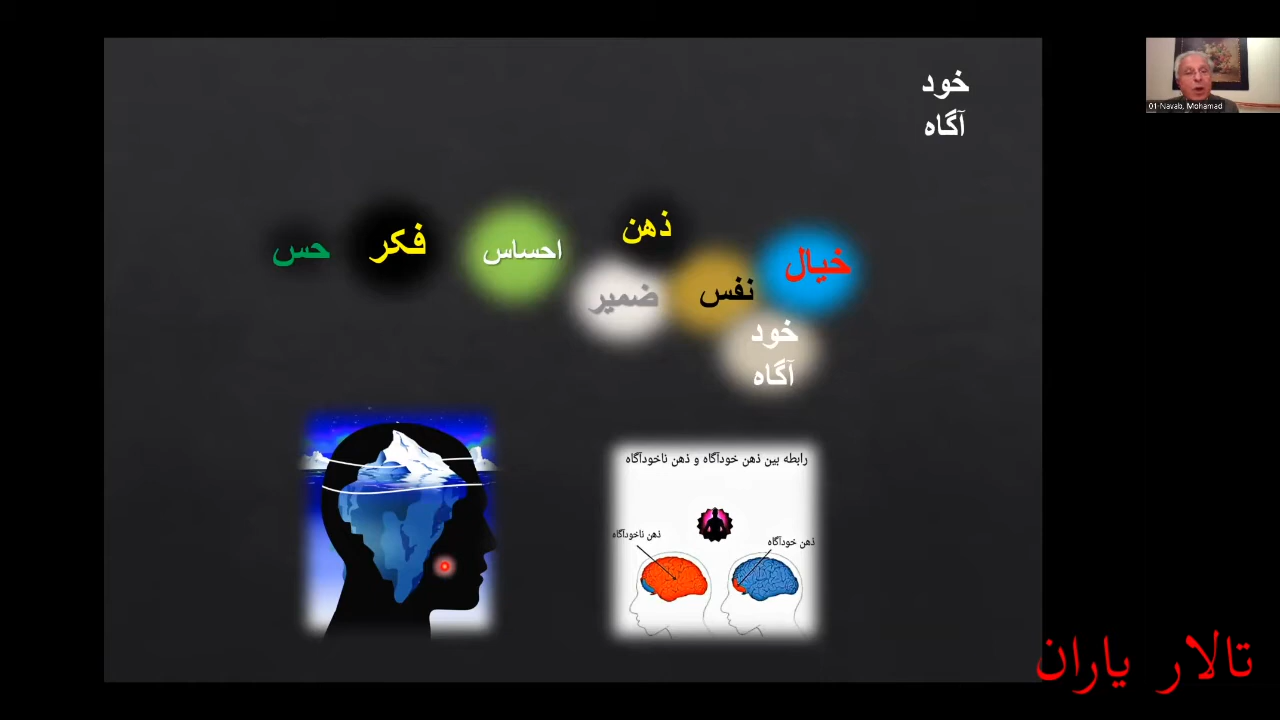 خود
آگاه
01-Navab, Mohamad
خیال
ذهن
احساس
فکر
حس
نفس
ضمیر
خود
آگاه
رابطه بین ذهن خودآگاه و ذهن ناخودآگاه
ذهن ناخودآگاه
ذهن خودآگاه
تالار یاران